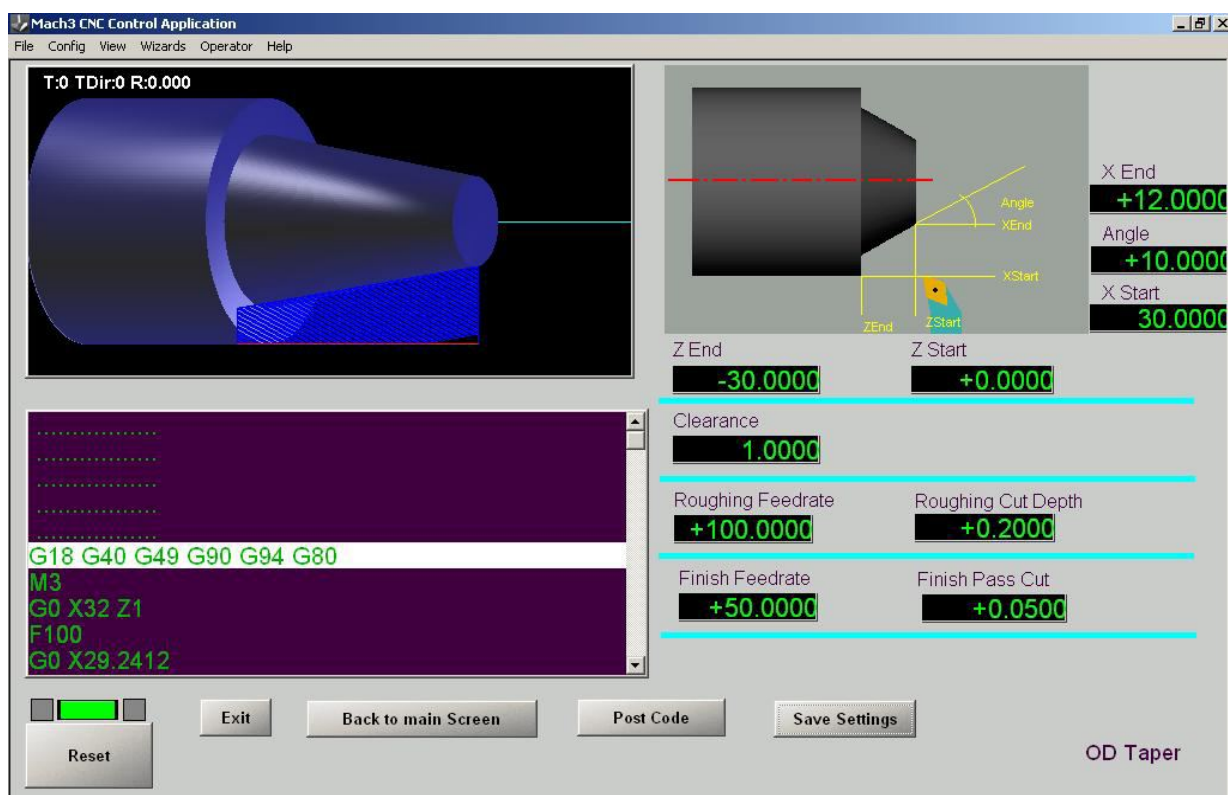 Mach3 CNC Control Application
File Config View Wizards Operator Help
T:0 TDir:0 R:0.000
Angle
XEnd
XStart
ZEnd ZStart
X End
+12.0000
Angle
+10.0000
X Start
30.0000
Z End Z Start
-30.0000 +0.0000
Clearance
1.0000
Roughing Feedrate Roughing Cut Depth
+100.0000 +0.2000
Finish Feedrate Finish Pass Cut
+50.0000 +0.0500
.................
.................
.................
.................
.................
G18 G40 G49 G90 G94 G80
M3
G0 X32 Z1
F100
G0 X29.2412
Reset
Exit
Back to main Screen
Post Code
Save Settings
OD Taper